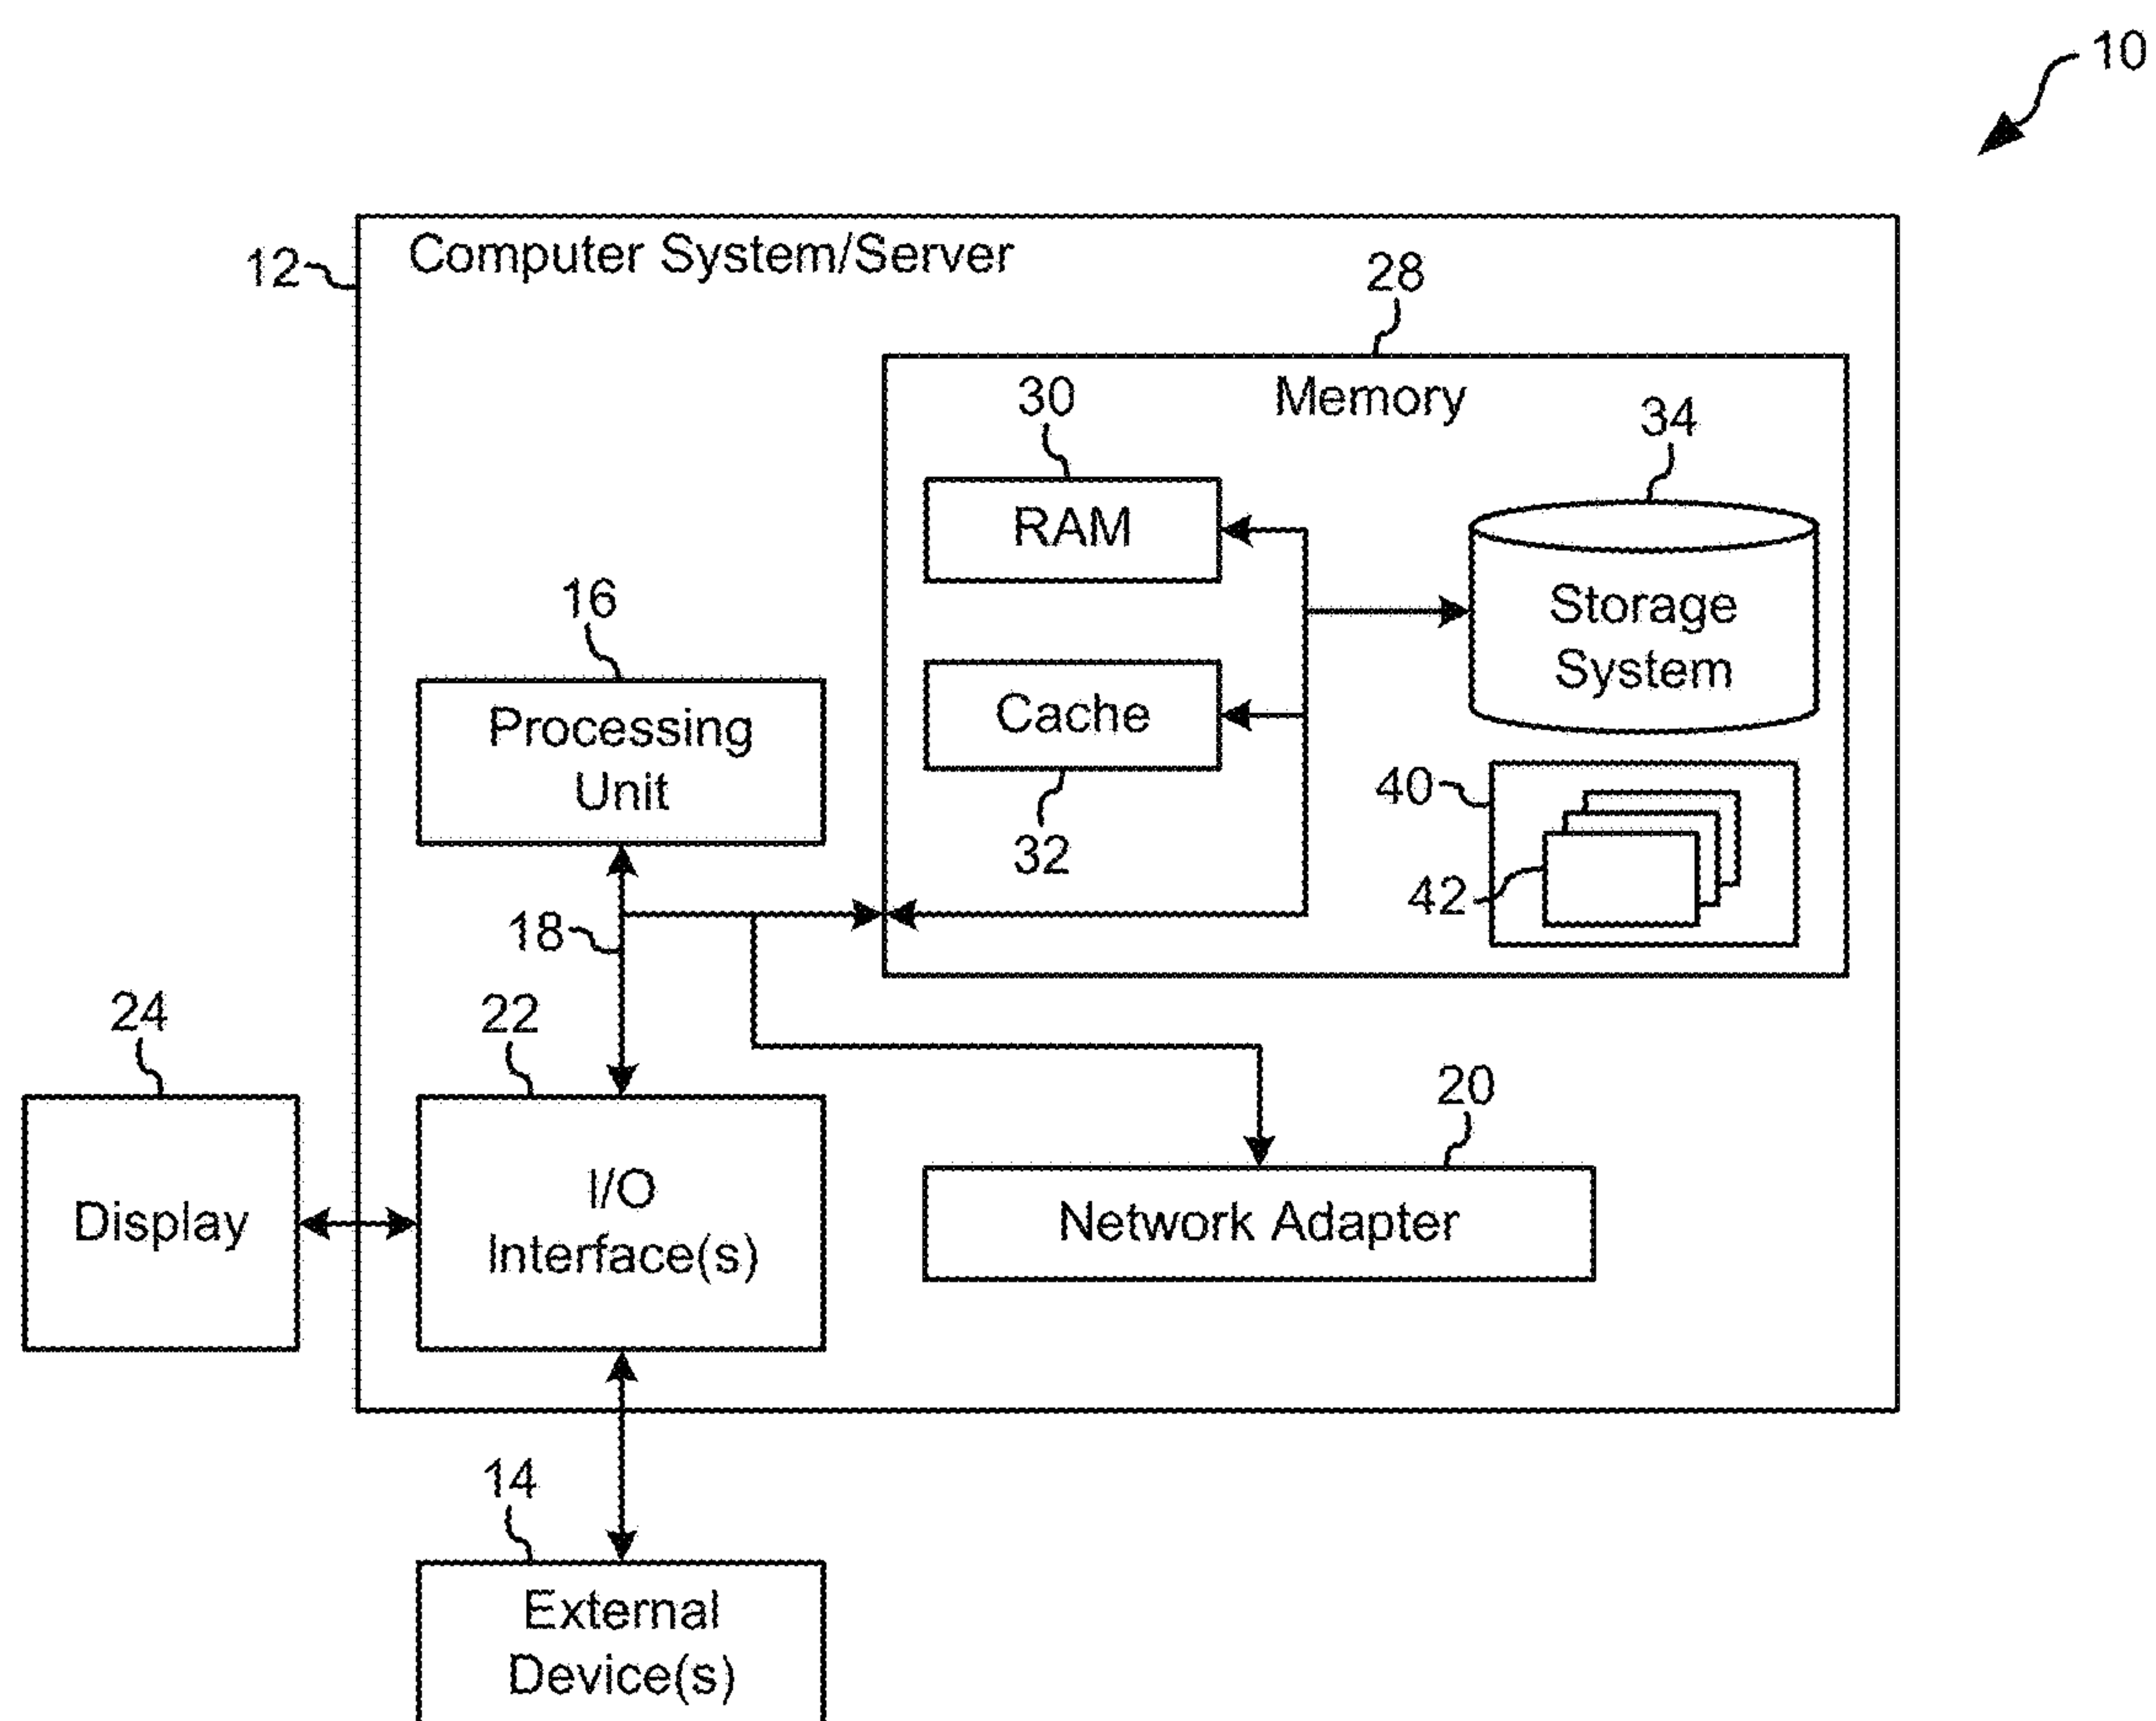 10
12
Computer System/Server
28
Memory
30
34
RAM
Storage
System
16
Processing
Unit
Cache
32
40
42
18
24
22
20
Display
I/O
Interface(s)
Network Adapter
14
External
Device(s)